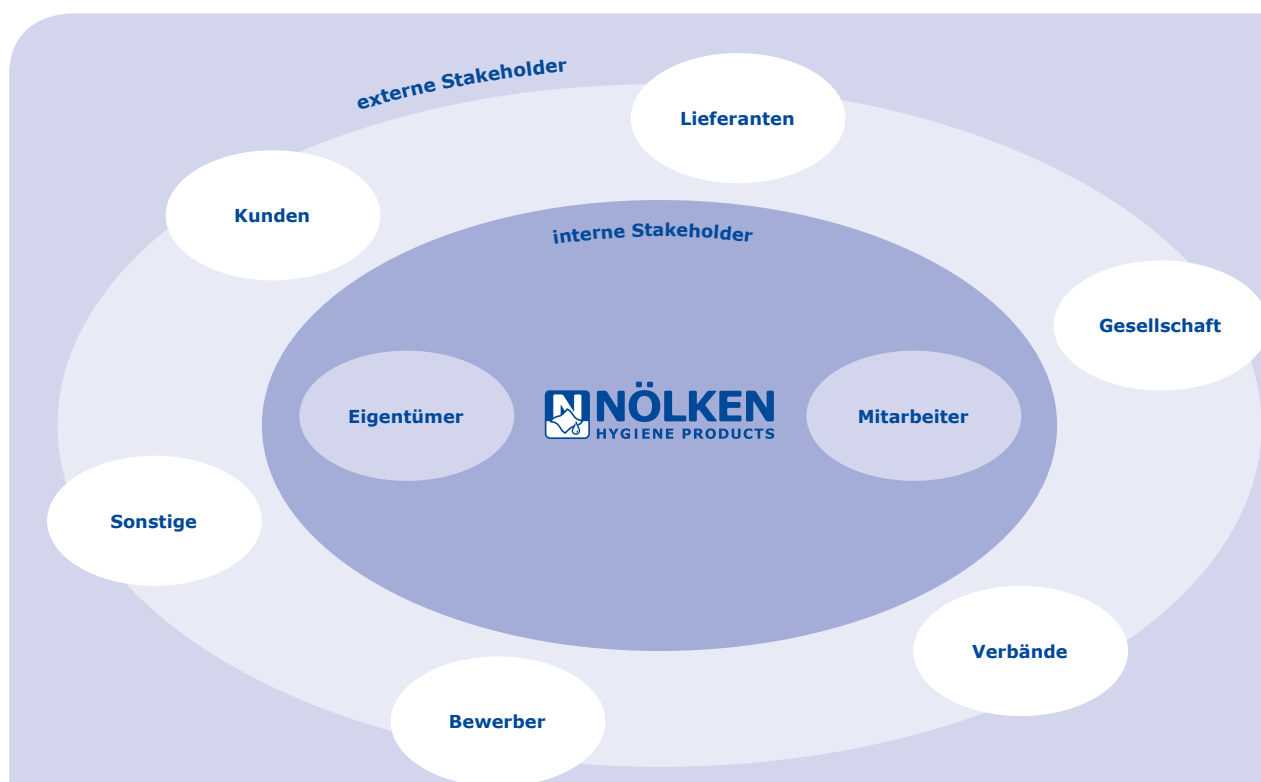 externe Stakeholder
Lieferanten
Kunden
interne Stakeholder
Gesellschaft
Eigentümer
NÖLKEN
HYGIENE PRODUCTS
Mitarbeiter
Sonstige
Verbände
Bewerber